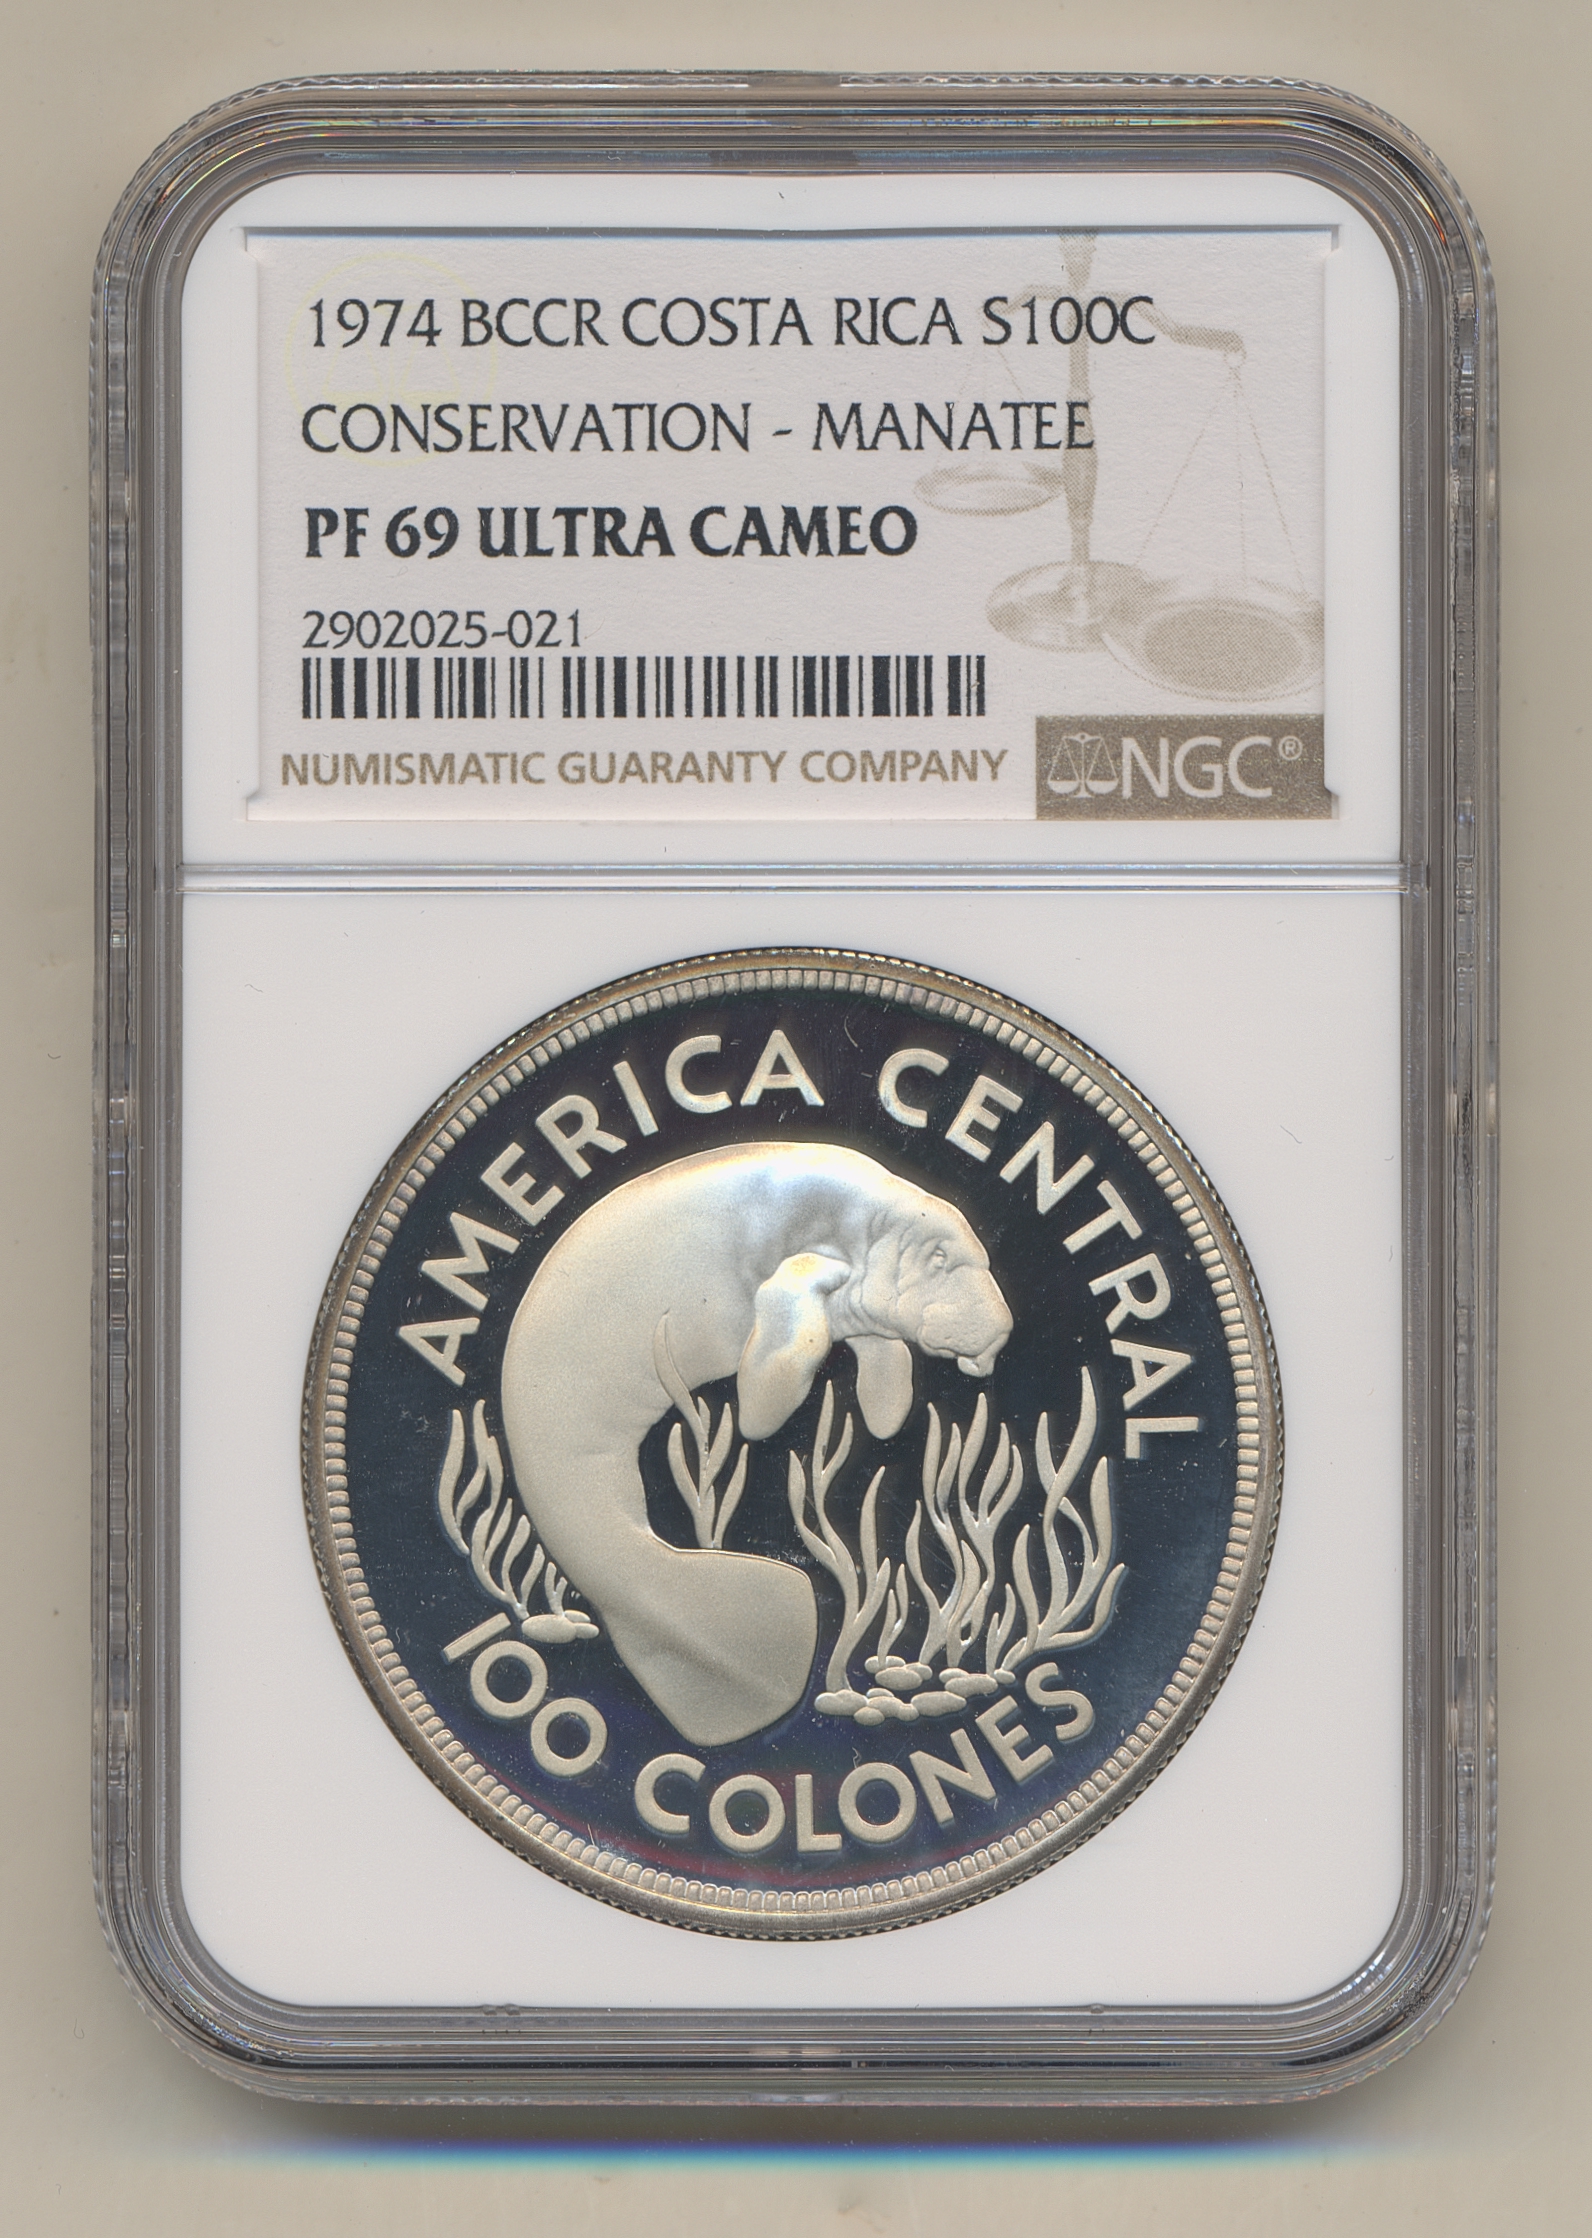 1974 BCCR COSTA RICA S100C
CONSERVATION - MANATEE
PF 69 ULTRA CAMEO
2902025-021
NUMISMATIC GUARANTY COMPANY
NGC®
AMERICA CENTRAL
100 COLONES